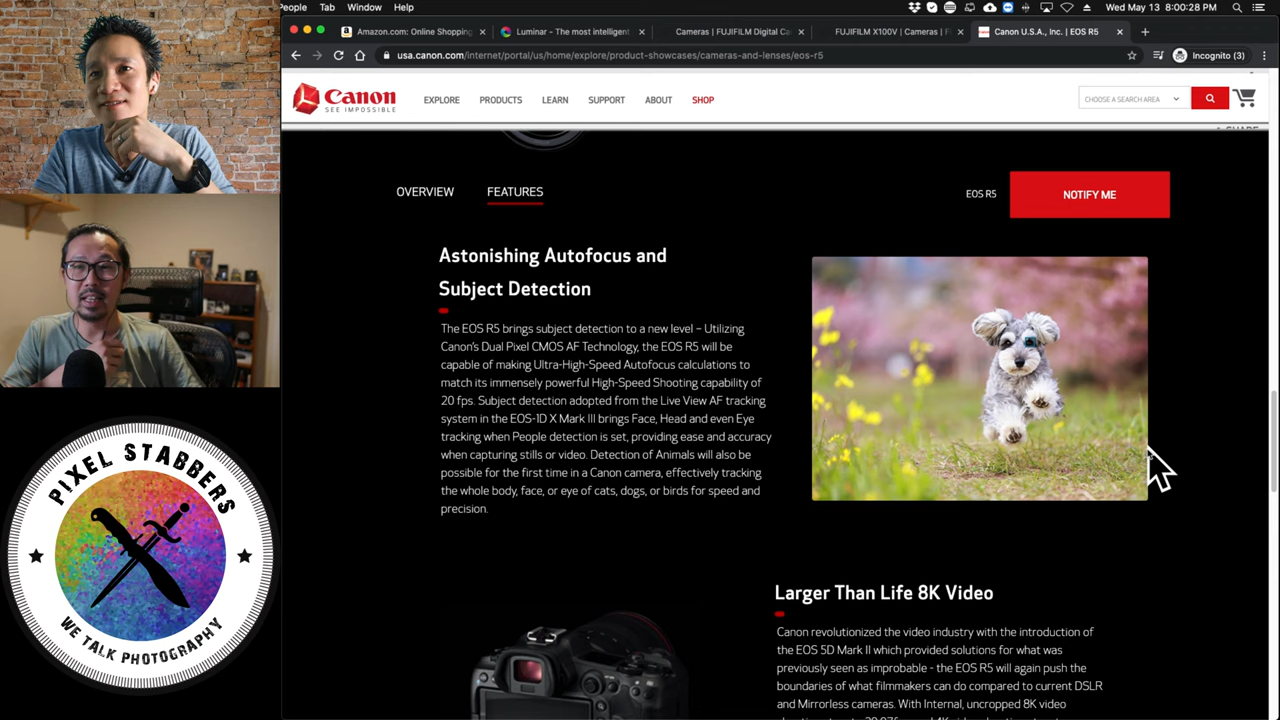 People Tab Window Help
Wed May 13 8:00:28 PM
Amazon.com: Online Shopping
Luminar - The most intelligent
Cameras | FUJIFILM Digital Ca
FUJIFILM X100V | Cameras |
Canon U.S.A., Inc. | EOS R5
usa.canon.com/internet/portal/us/home/explore/product-showcases/cameras-and-lenses/eos-r5
Incognito (3)
Canon
SEE IMPOSSIBLE
EXPLORE PRODUCTS LEARN SUPPORT ABOUT SHOP
CHOOSE A SEARCH AREA
OVERVIEW FEATURES
EOS R5
NOTIFY ME
Astonishing Autofocus and
Subject Detection
The EOS R5 brings subject detection to a new level – Utilizing
Canon's Dual Pixel CMOS AF Technology, the EOS R5 will be
capable of making Ultra-High-Speed Autofocus calculations to
match its immensely powerful High-Speed Shooting capability of
20 fps. Subject detection adopted from the Live View AF tracking
system in the EOS-1D X Mark III brings Face, Head and even Eye
tracking when People detection is set, providing ease and accuracy
when capturing stills or video. Detection of Animals will also be
possible for the first time in a Canon camera, effectively tracking
the whole body, face, or eye of cats, dogs, or birds for speed and
precision.
Larger Than Life 8K Video
Canon revolutionized the video industry with the introduction of
the EOS 5D Mark II which provided solutions for what was
previously seen as improbable - the EOS R5 will again push the
boundaries of what filmmakers can do compared to current DSLR
and Mirrorless cameras. With Internal, uncropped 8K video
PIXEL STABBERS
WE TALK PHOTOGRAPHY